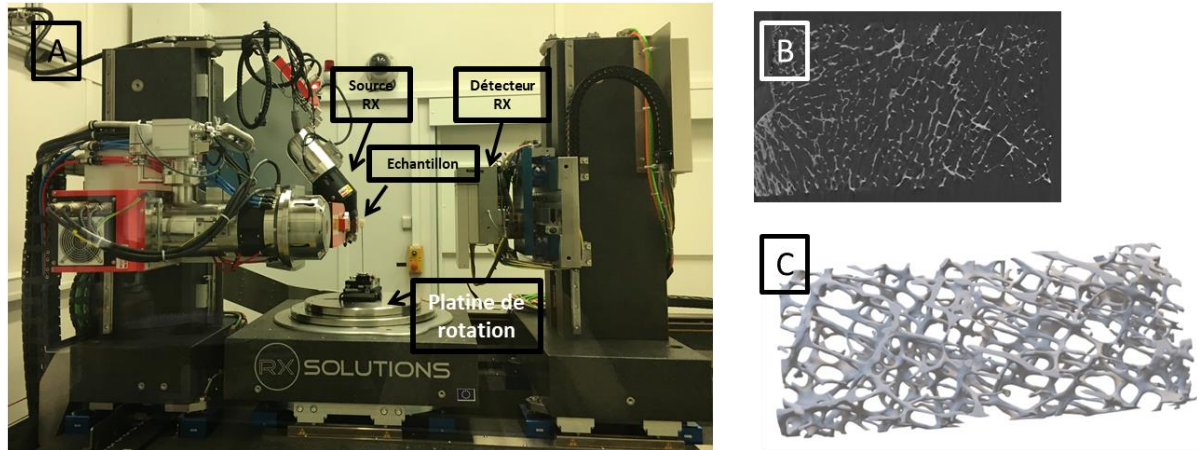 A
Source
RX
Détecteur
RX
Echantillon
Platine de
rotation
RX SOLUTIONS
B
C